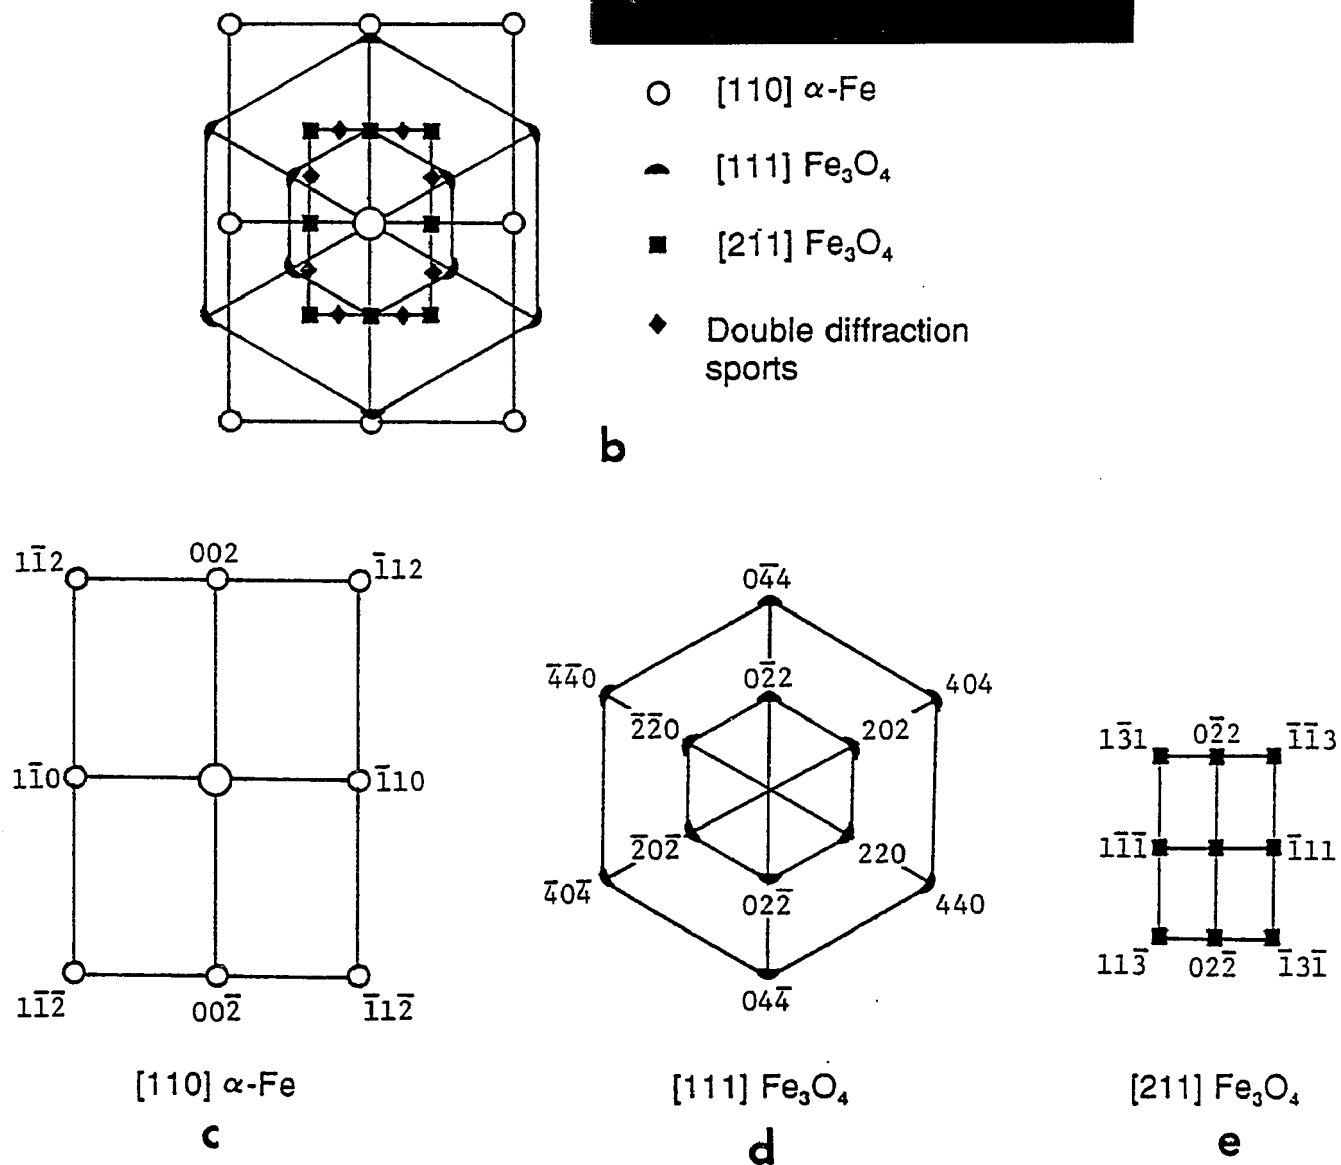 [110] α-Fe
[111] Fe₃O₄
[2̄11] Fe₃O₄
Double diffraction
sports
b
11̄2 002 1̄12
11̄0 1̄10
11̄2̄ 002̄ 1̄12̄
[110] α-Fe
c
04̄4
4̄4̄0 404
02̄2
2̄2̄0 202
2̄02̄ 220
4̄04̄ 440
022̄
044̄
[111] Fe₃O₄
d
13̄1 02̄2 1̄1̄3
11̄1̄ 1̄11
113̄ 022̄ 1̄31̄
[211] Fe₃O₄
e